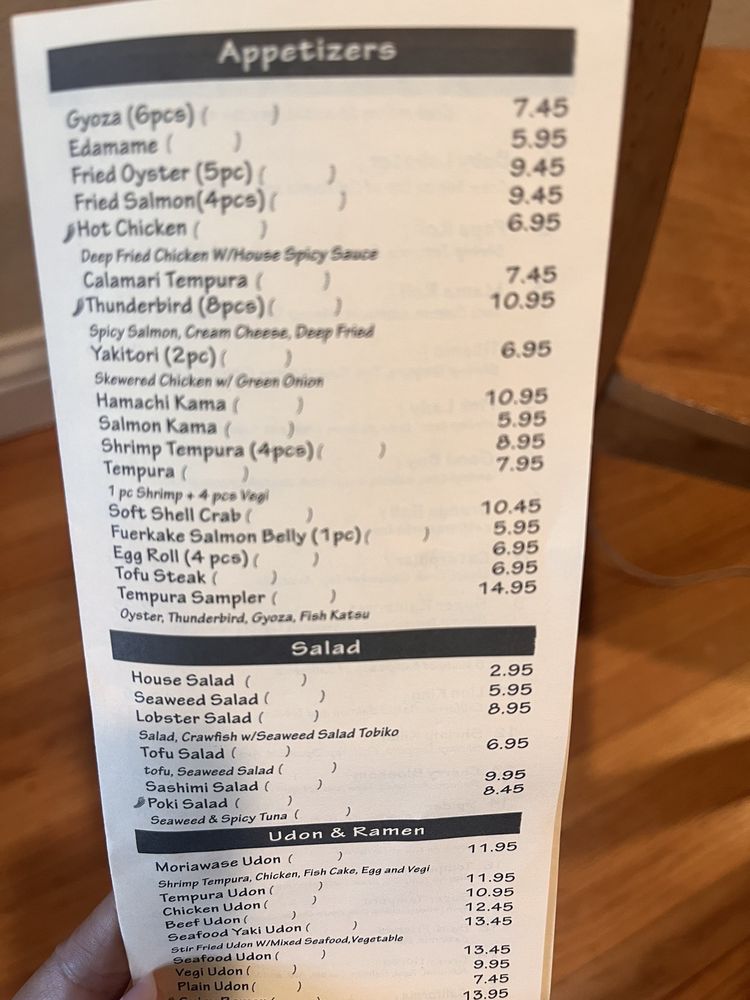 Appetizers
Gyoza (6pcs) ( ) 7.45
Edamame ( ) 5.95
Fried Oyster (5pc) ( ) 9.45
Fried Salmon(4pcs) ( ) 9.45
Hot Chicken ( ) 6.95
Deep Fried Chicken W/House Spicy Sauce
Calamari Tempura ( ) 7.45
Thunderbird (8pcs) ( ) 10.95
Spicy Salmon, Cream Cheese, Deep Fried
Yakitori (2pc) ( ) 6.95
Skewered Chicken w/ Green Onion
Hamachi Kama ( ) 10.95
Salmon Kama ( ) 5.95
Shrimp Tempura (4pcs) ( ) 8.95
Tempura ( ) 7.95
1 pc Shrimp + 4 pcs Vegi
Soft Shell Crab ( ) 10.45
Fuerkake Salmon Belly (1pc) ( ) 5.95
Egg Roll (4 pcs) ( ) 6.95
Tofu Steak ( ) 6.95
Tempura Sampler ( ) 14.95
Oyster, Thunderbird, Gyoza, Fish Katsu
Salad
House Salad ( ) 2.95
Seaweed Salad ( ) 5.95
Lobster Salad ( ) 8.95
Salad, Crawfish w/Seaweed Salad Tobiko
Tofu Salad ( ) 6.95
tofu, Seaweed Salad ( )
Sashimi Salad ( ) 9.95
Poki Salad ( ) 8.45
Seaweed & Spicy Tuna ( )
Udon & Ramen
Moriawase Udon ( ) 11.95
Shrimp Tempura, Chicken, Fish Cake, Egg and Vegi
Tempura Udon ( ) 11.95
Chicken Udon ( ) 10.95
Beef Udon ( ) 12.45
Seafood Yaki Udon ( ) 13.45
Stir Fried Udon W/Mixed Seafood,Vegetable
Seafood Udon ( ) 13.45
Vegi Udon ( ) 9.95
Plain Udon ( ) 7.45
13.95